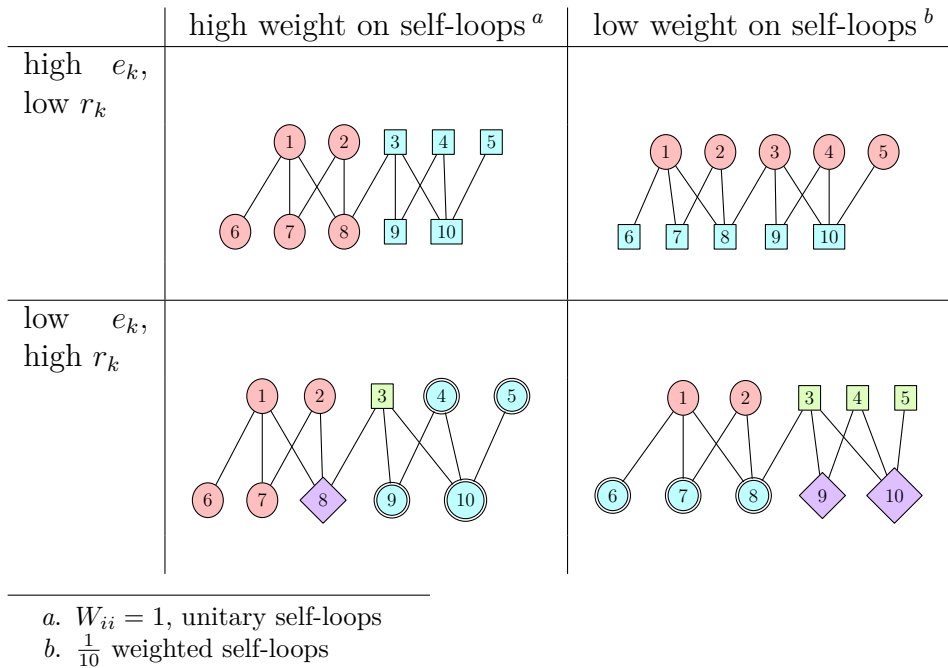 high weight on self-loops a low weight on self-loops b
high e_k,
low r_k
1 2 3 4 5
6 7 8 9 10
1 2 3 4 5
6 7 8 9 10
low e_k,
high r_k
1 2 3 4 5
6 7 8 9 10
1 2 3 4 5
6 7 8 9 10
a. W_{ii} = 1, unitary self-loops
b. 1/10 weighted self-loops